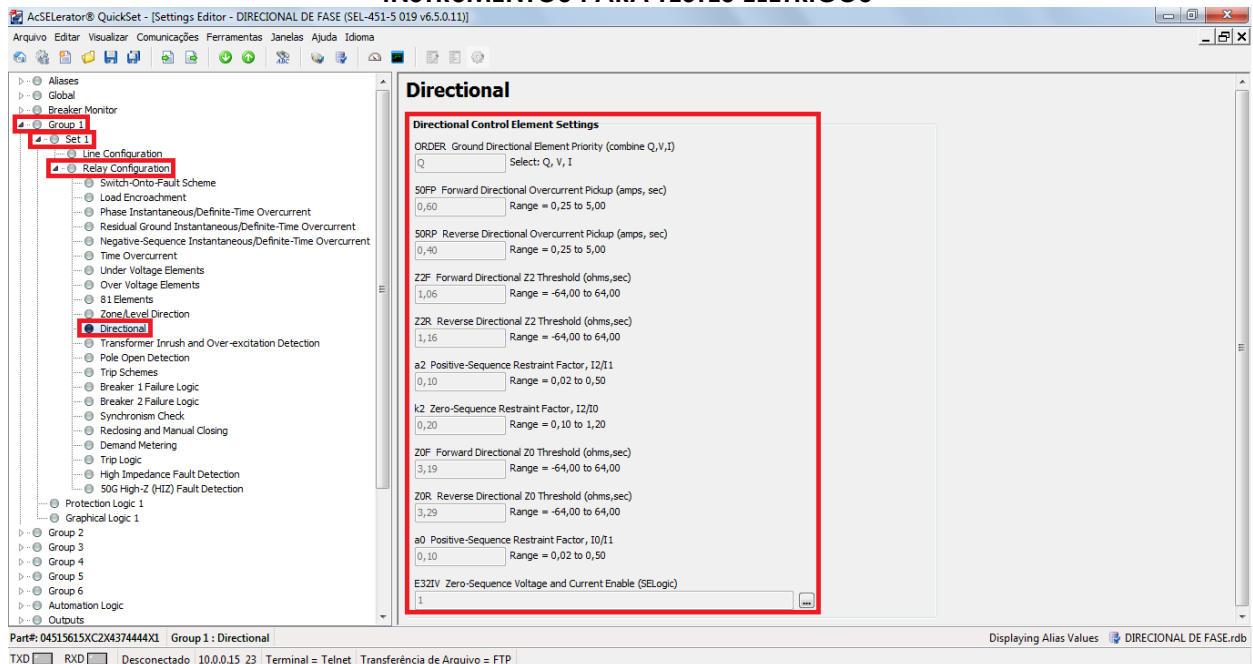 INSTRUMENTOS PARA TESTES ELÉTRICOS
AcSELerator® QuickSet - [Settings Editor - DIRECIONAL DE FASE (SEL-451-5 019 v6.5.0.11)]
Arquivo Editar Visualizar Comunicações Ferramentas Janelas Ajuda Idioma
Aliases
Global
Breaker Monitor
Group 1
Set 1
Line Configuration
Relay Configuration
Switch-Onto-Fault Scheme
Load Encroachment
Phase Instantaneous/Definite-Time Overcurrent
Residual Ground Instantaneous/Definite-Time Overcurrent
Negative-Sequence Instantaneous/Definite-Time Overcurrent
Time Overcurrent
Under Voltage Elements
Over Voltage Elements
81 Elements
Zone/Level Direction
Directional
Transformer Inrush and Over-excitation Detection
Pole Open Detection
Trip Schemes
Breaker 1 Failure Logic
Breaker 2 Failure Logic
Synchronism Check
Reclosing and Manual Closing
Demand Metering
Trip Logic
High Impedance Fault Detection
50G High-Z (HIZ) Fault Detection
Protection Logic 1
Graphical Logic 1
Group 2
Group 3
Group 4
Group 5
Group 6
Automation Logic
Outputs
Directional
Directional Control Element Settings
ORDER Ground Directional Element Priority (combine Q,V,I)
Q Select: Q, V, I
50FP Forward Directional Overcurrent Pickup (amps, sec)
0,60 Range = 0,25 to 5,00
50RP Reverse Directional Overcurrent Pickup (amps, sec)
0,40 Range = 0,25 to 5,00
Z2F Forward Directional Z2 Threshold (ohms,sec)
1,06 Range = -64,00 to 64,00
Z2R Reverse Directional Z2 Threshold (ohms,sec)
1,16 Range = -64,00 to 64,00
a2 Positive-Sequence Restraint Factor, I2/I1
0,10 Range = 0,02 to 0,50
k2 Zero-Sequence Restraint Factor, I2/I0
0,20 Range = 0,10 to 1,20
Z0F Forward Directional Z0 Threshold (ohms,sec)
3,19 Range = -64,00 to 64,00
Z0R Reverse Directional Z0 Threshold (ohms,sec)
3,29 Range = -64,00 to 64,00
a0 Positive-Sequence Restraint Factor, I0/I1
0,10 Range = 0,02 to 0,50
E32IV Zero-Sequence Voltage and Current Enable (SELogic)
1 ...
Part#: 04515615XC2X4374444X1 Group 1 : Directional Displaying Alias Values DIRECIONAL DE FASE.rdb
TXD RXD Desconectado 10.0.0.15 23 Terminal = Telnet Transferência de Arquivo = FTP